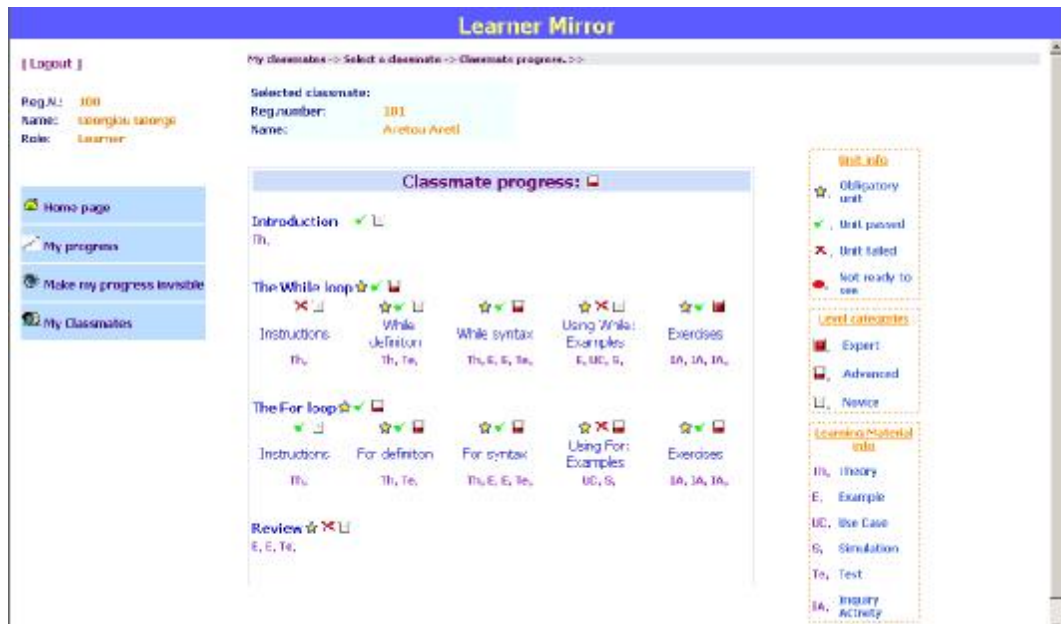 Learner Mirror
[ Logout ]
My classmates -> Select a classmate -> Classmate progress. >>
Reg.N.: 100
Name: Georgiou George
Role: Learner
Selected classmate:
Reg.number: 101
Name: Aretou Areti
Home page
My progress
Make my progress invisible
My Classmates
Classmate progress:
Introduction
Th,
The While loop
Instructions While definiton While syntax Using While: Examples Exercises
Th, Th, Te, Th, E, E, Te, E, UC, S, IA, IA, IA,
The For loop
Instructions For definiton For syntax Using For: Examples Exercises
Th, Th, Te, Th, E, E, Te, UC, S, IA, IA, IA,
Review
E, E, Te,
Unit info
, Obligatory
unit
, Unit passed
, Unit failed
, Not ready to
see
Level categories
, Expert
, Advanced
, Novice
Learning Material
info
Th, Theory
E, Example
UC, Use Case
S, Simulation
Te, Test
IA, Inquiry
Activity